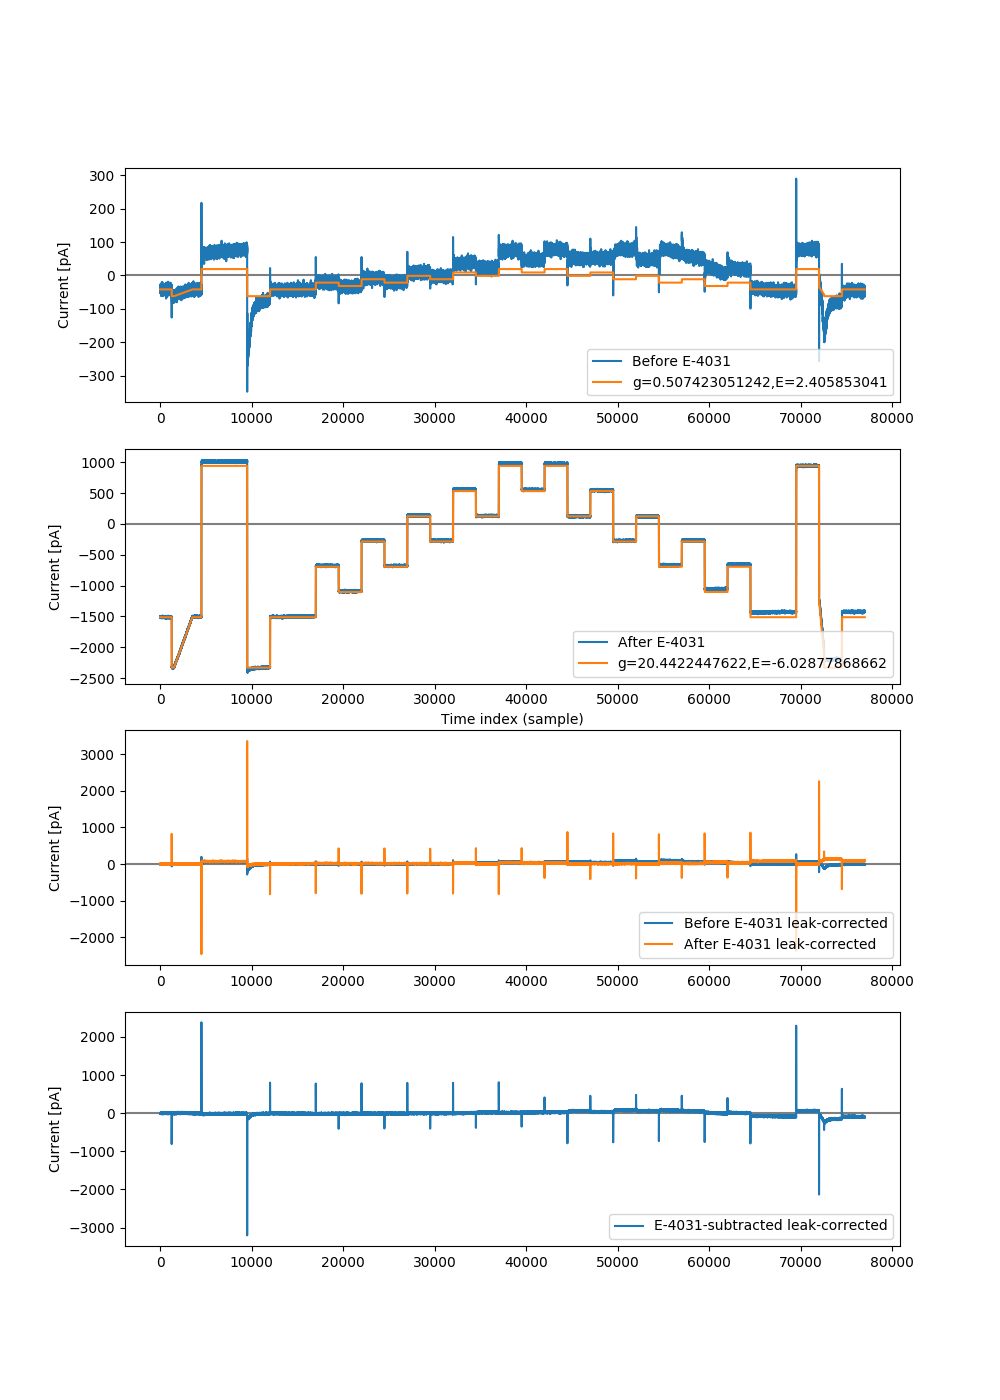 300
200
100
0
−100
−200
−300
Current [pA]
Before E-4031
g=0.507423051242,E=2.405853041
0 10000 20000 30000 40000 50000 60000 70000 80000
1000
500
0
−500
−1000
−1500
−2000
−2500
Current [pA]
After E-4031
g=20.4422447622,E=-6.02877868662
0 10000 20000 30000 40000 50000 60000 70000 80000
Time index (sample)
3000
2000
1000
0
−1000
−2000
Current [pA]
Before E-4031 leak-corrected
After E-4031 leak-corrected
0 10000 20000 30000 40000 50000 60000 70000 80000
2000
1000
0
−1000
−2000
−3000
Current [pA]
E-4031-subtracted leak-corrected
0 10000 20000 30000 40000 50000 60000 70000 80000